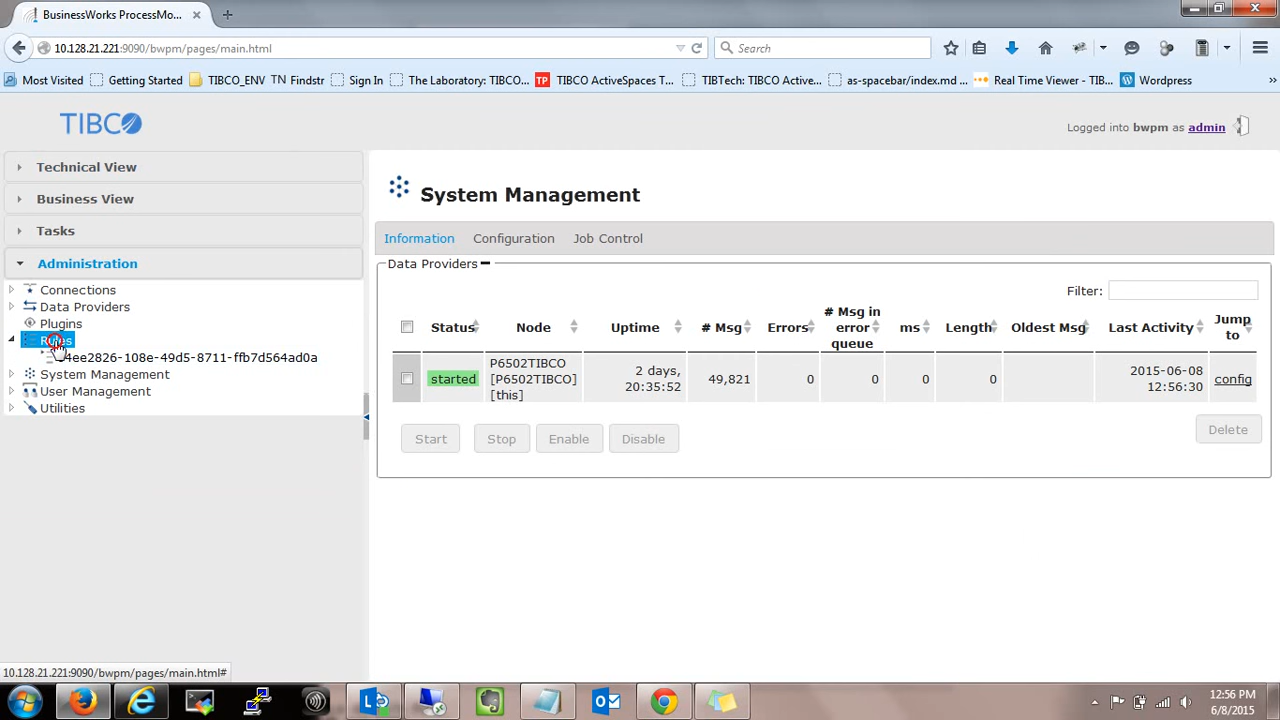 BusinessWorks ProcessMo...
10.128.21.221:9090/bwpm/pages/main.html
Search
Most Visited Getting Started TIBCO_ENV TN Findstr Sign In The Laboratory: TIBCO... TP TIBCO ActiveSpaces T... TIBTech: TIBCO Active... as-spacebar/index.md ... Real Time Viewer - TIB... Wordpress
TIBCO
Logged into bwpm as admin
Technical View
Business View
Tasks
Administration
Connections
Data Providers
Plugins
Rules
4ee2826-108e-49d5-8711-ffb7d564ad0a
System Management
User Management
Utilities
System Management
Information Configuration Job Control
Data Providers
Filter:
Status Node Uptime # Msg Errors # Msg in error queue ms Length Oldest Msg Last Activity Jump to
started P6502TIBCO [P6502TIBCO] [this] 2 days, 20:35:52 49,821 0 0 0 0 2015-06-08 12:56:30 config
Start Stop Enable Disable Delete
10.128.21.221:9090/bwpm/pages/main.html#
12:56 PM
6/8/2015